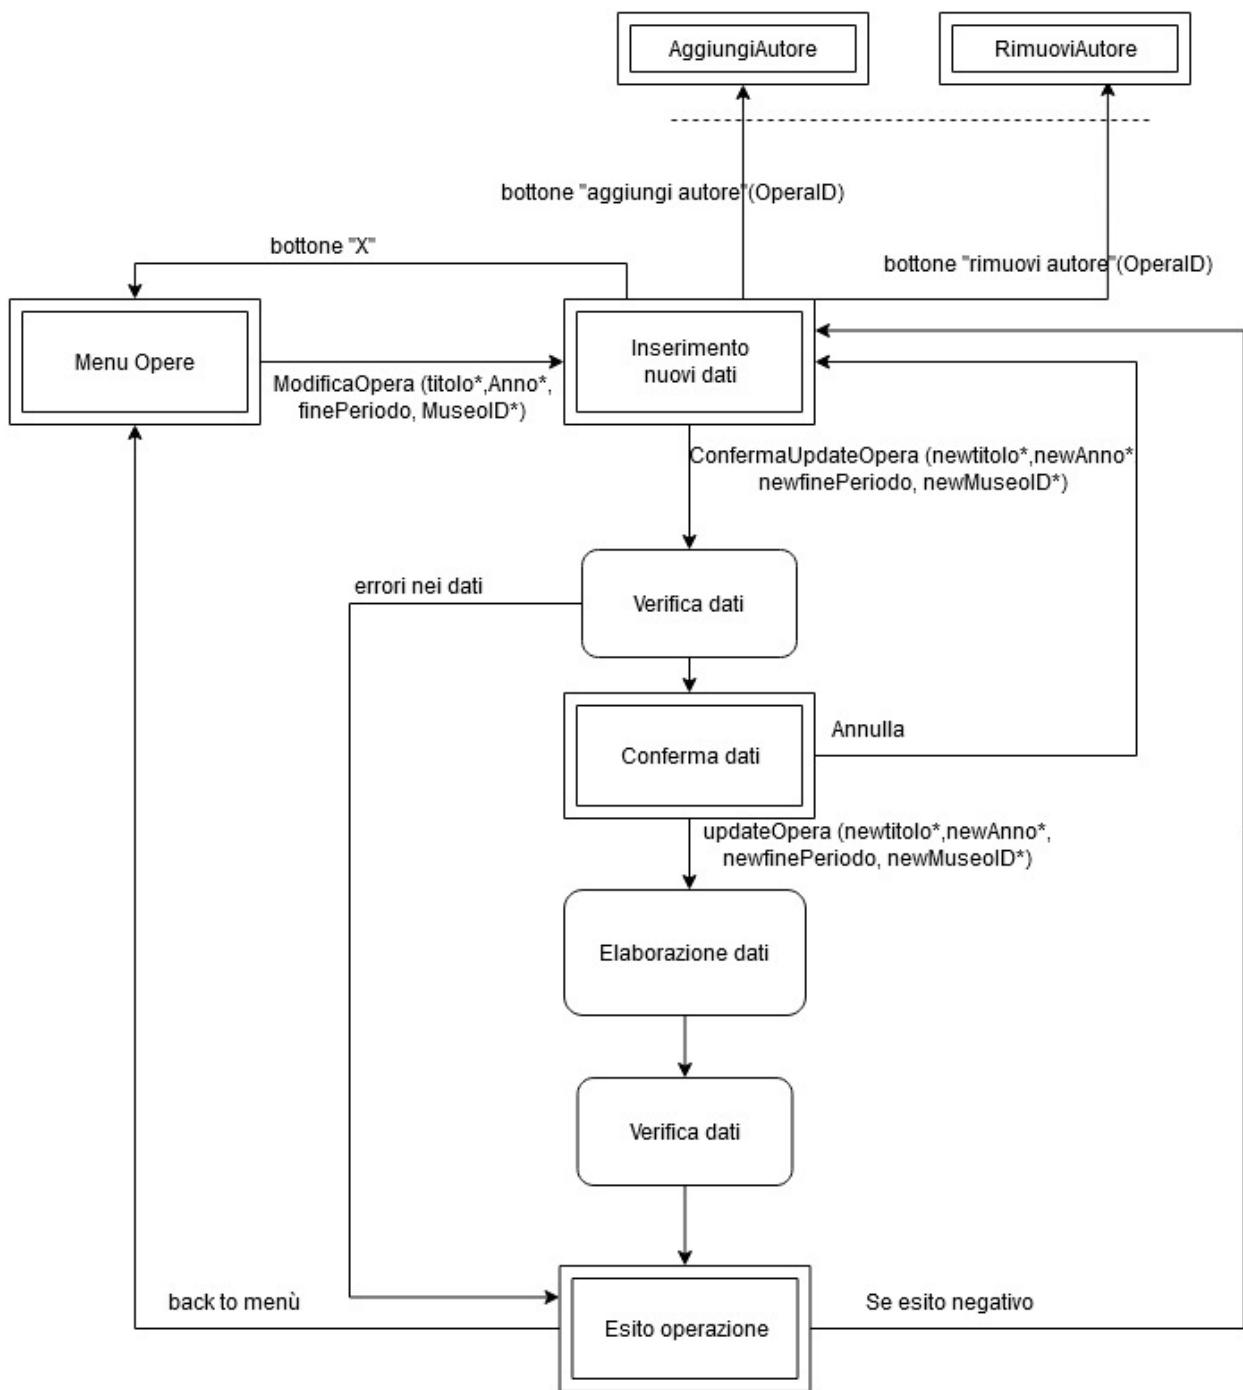 AggiungiAutore
RimuoviAutore
bottone "aggiungi autore"(OperaID)
bottone "X"
bottone "rimuovi autore"(OperaID)
Menu Opere
Inserimento
nuovi dati
ModificaOpera (titolo*,Anno*,
finePeriodo, MuseoID*)
ConfermaUpdateOpera (newtitolo*,newAnno*
newfinePeriodo, newMuseoID*)
errori nei dati
Verifica dati
Annulla
Conferma dati
updateOpera (newtitolo*,newAnno*,
newfinePeriodo, newMuseoID*)
Elaborazione dati
Verifica dati
back to menù
Se esito negativo
Esito operazione